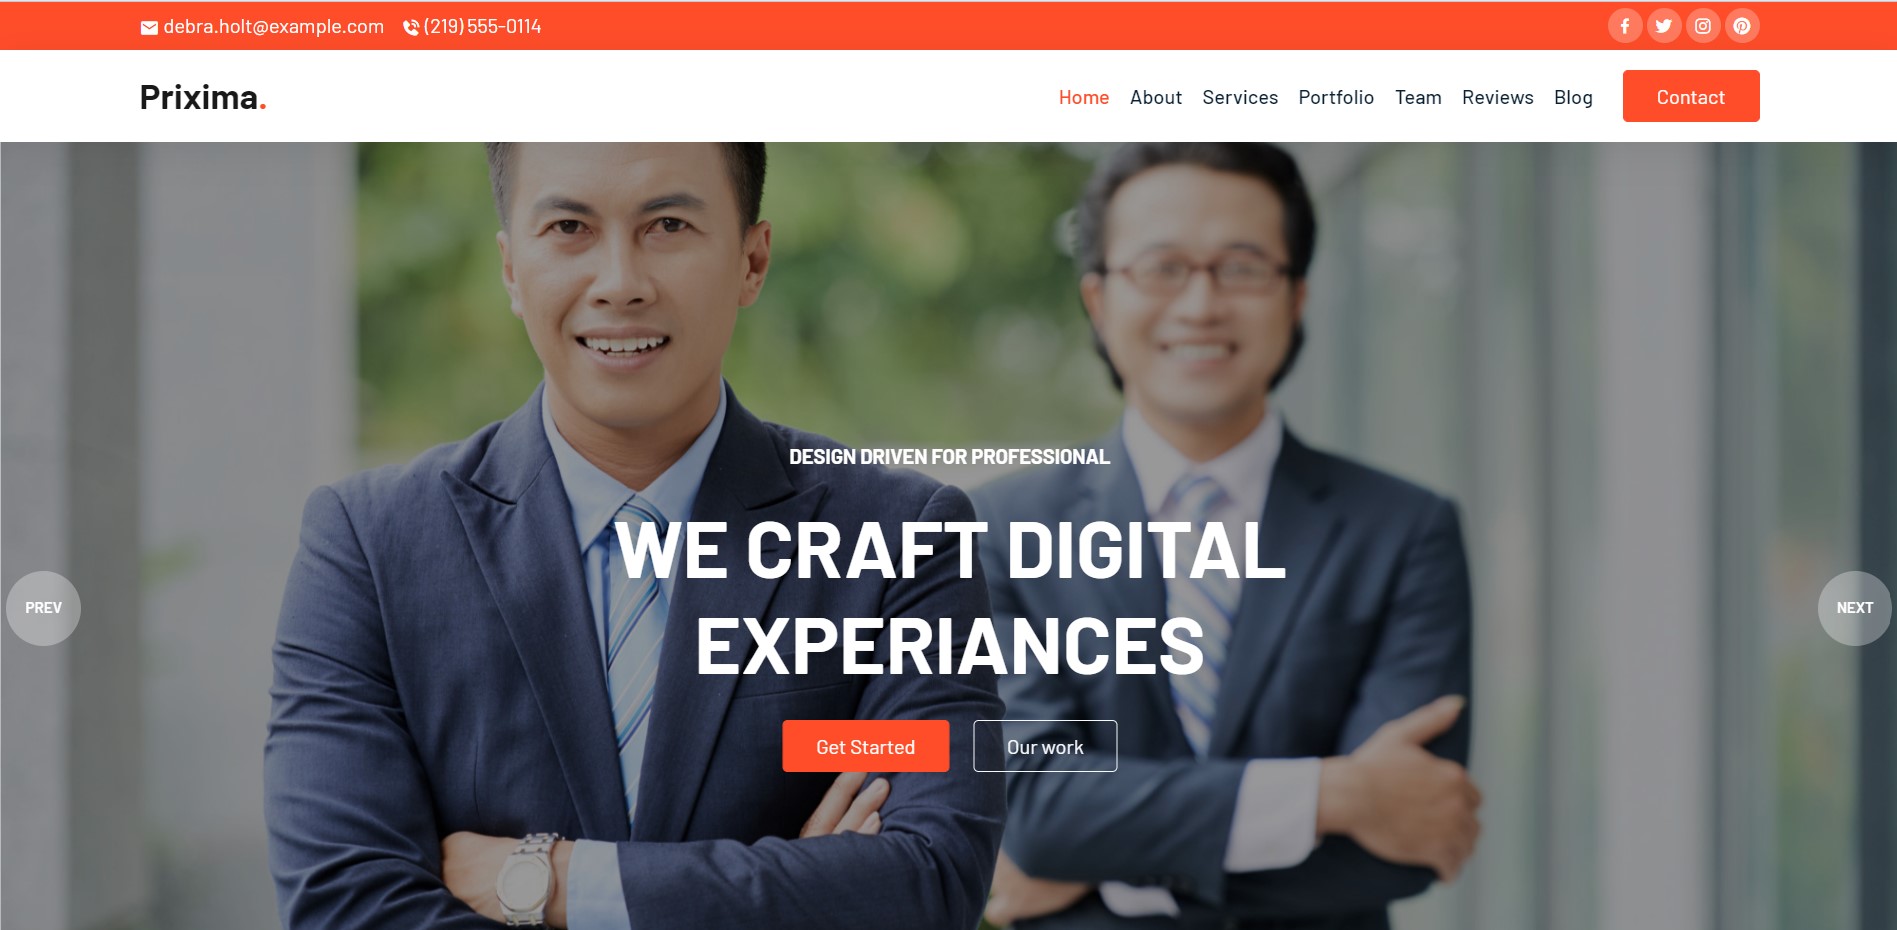 debra.holt@example.com (219) 555-0114
Prixima.
Home About Services Portfolio Team Reviews Blog Contact
DESIGN DRIVEN FOR PROFESSIONAL
WE CRAFT DIGITAL
EXPERIANCES
PREV
NEXT
Get Started Our work